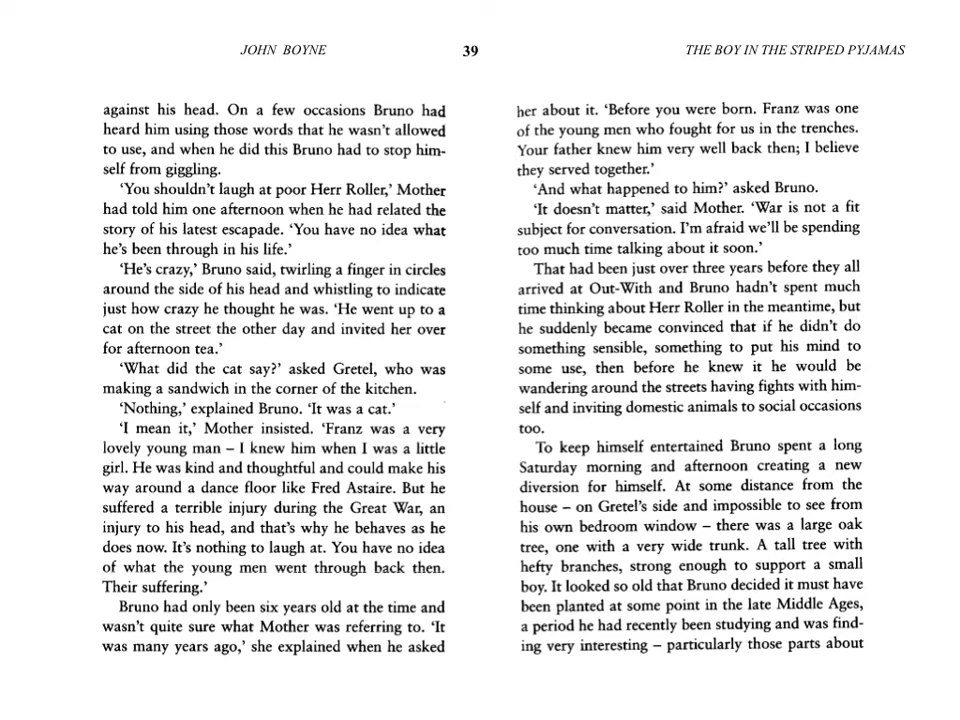 JOHN BOYNE
39
THE BOY IN THE STRIPED PYJAMAS
against his head. On a few occasions Bruno had
heard him using those words that he wasn't allowed
to use, and when he did this Bruno had to stop him-
self from giggling.
‘You shouldn't laugh at poor Herr Roller,’ Mother
had told him one afternoon when he had related the
story of his latest escapade. ‘You have no idea what
he's been through in his life.’
‘He's crazy,’ Bruno said, twirling a finger in circles
around the side of his head and whistling to indicate
just how crazy he thought he was. ‘He went up to a
cat on the street the other day and invited her over
for afternoon tea.’
‘What did the cat say?’ asked Gretel, who was
making a sandwich in the corner of the kitchen.
‘Nothing,’ explained Bruno. ‘It was a cat.’
‘I mean it,’ Mother insisted. ‘Franz was a very
lovely young man – I knew him when I was a little
girl. He was kind and thoughtful and could make his
way around a dance floor like Fred Astaire. But he
suffered a terrible injury during the Great War, an
injury to his head, and that's why he behaves as he
does now. It's nothing to laugh at. You have no idea
of what the young men went through back then.
Their suffering.’
Bruno had only been six years old at the time and
wasn't quite sure what Mother was referring to. ‘It
was many years ago,’ she explained when he asked
her about it. ‘Before you were born. Franz was one
of the young men who fought for us in the trenches.
Your father knew him very well back then; I believe
they served together.’
‘And what happened to him?’ asked Bruno.
‘It doesn't matter,’ said Mother. ‘War is not a fit
subject for conversation. I'm afraid we'll be spending
too much time talking about it soon.’
That had been just over three years before they all
arrived at Out-With and Bruno hadn't spent much
time thinking about Herr Roller in the meantime, but
he suddenly became convinced that if he didn't do
something sensible, something to put his mind to
some use, then before he knew it he would be
wandering around the streets having fights with him-
self and inviting domestic animals to social occasions
too.
To keep himself entertained Bruno spent a long
Saturday morning and afternoon creating a new
diversion for himself. At some distance from the
house – on Gretel's side and impossible to see from
his own bedroom window – there was a large oak
tree, one with a very wide trunk. A tall tree with
hefty branches, strong enough to support a small
boy. It looked so old that Bruno decided it must have
been planted at some point in the late Middle Ages,
a period he had recently been studying and was find-
ing very interesting – particularly those parts about